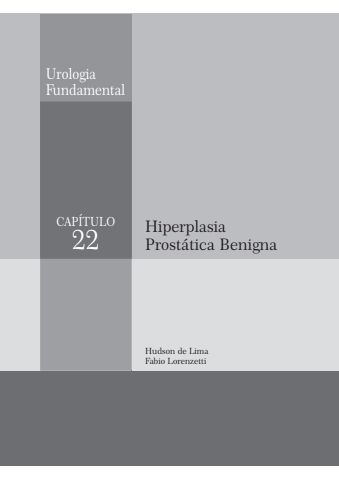 Urologia
Fundamental
CAPÍTULO
22
Hiperplasia
Prostática Benigna
Hudson de Lima
Fabio Lorenzetti